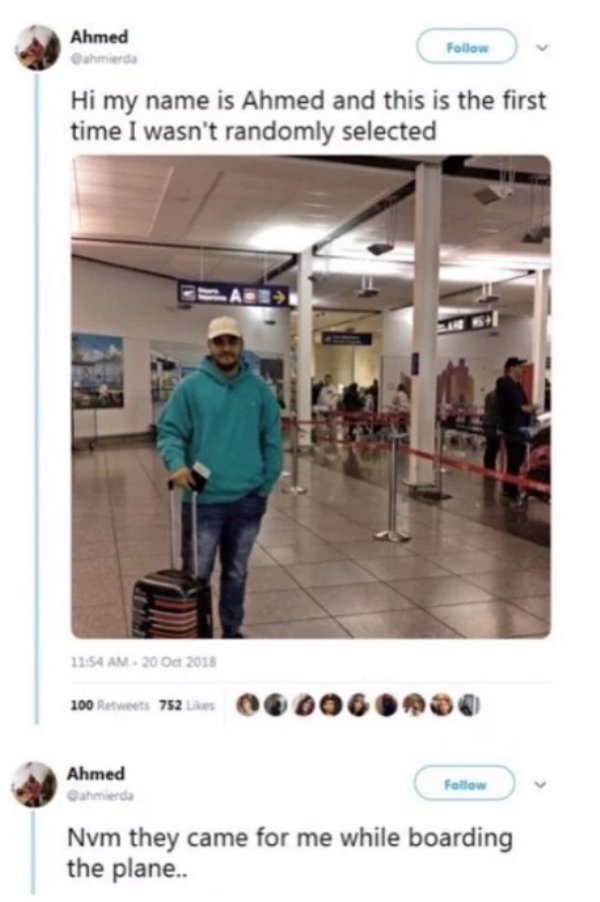 Ahmed
@ahmierda
Follow
Hi my name is Ahmed and this is the first
time I wasn't randomly selected
A
11:54 AM - 20 Oct 2018
100 Retweets 752 Likes
Ahmed
@ahmierda
Follow
Nvm they came for me while boarding
the plane..